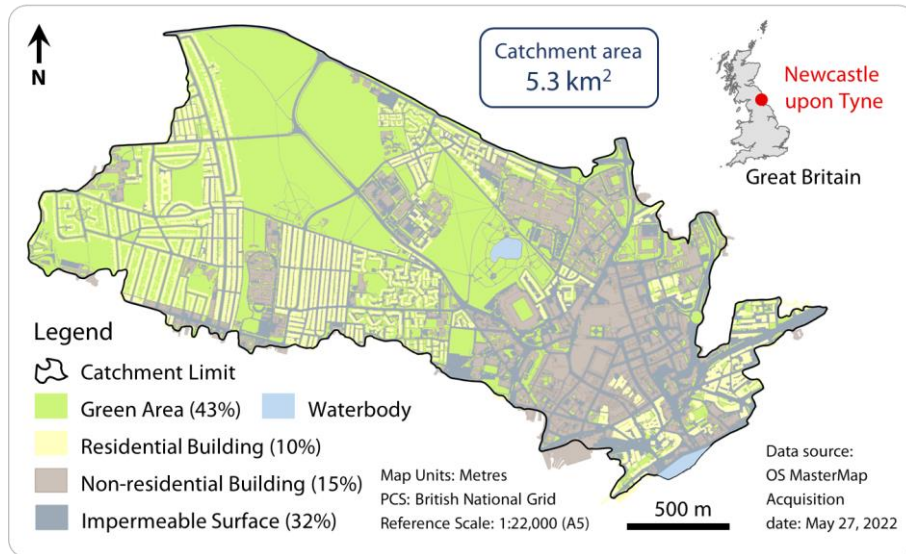 N
Catchment area
5.3 km²
Newcastle
upon Tyne
Great Britain
Legend
Catchment Limit
Green Area (43%)
Waterbody
Residential Building (10%)
Non-residential Building (15%)
Impermeable Surface (32%)
Map Units: Metres
PCS: British National Grid
Reference Scale: 1:22,000 (A5)
500 m
Data source:
OS MasterMap
Acquisition
date: May 27, 2022